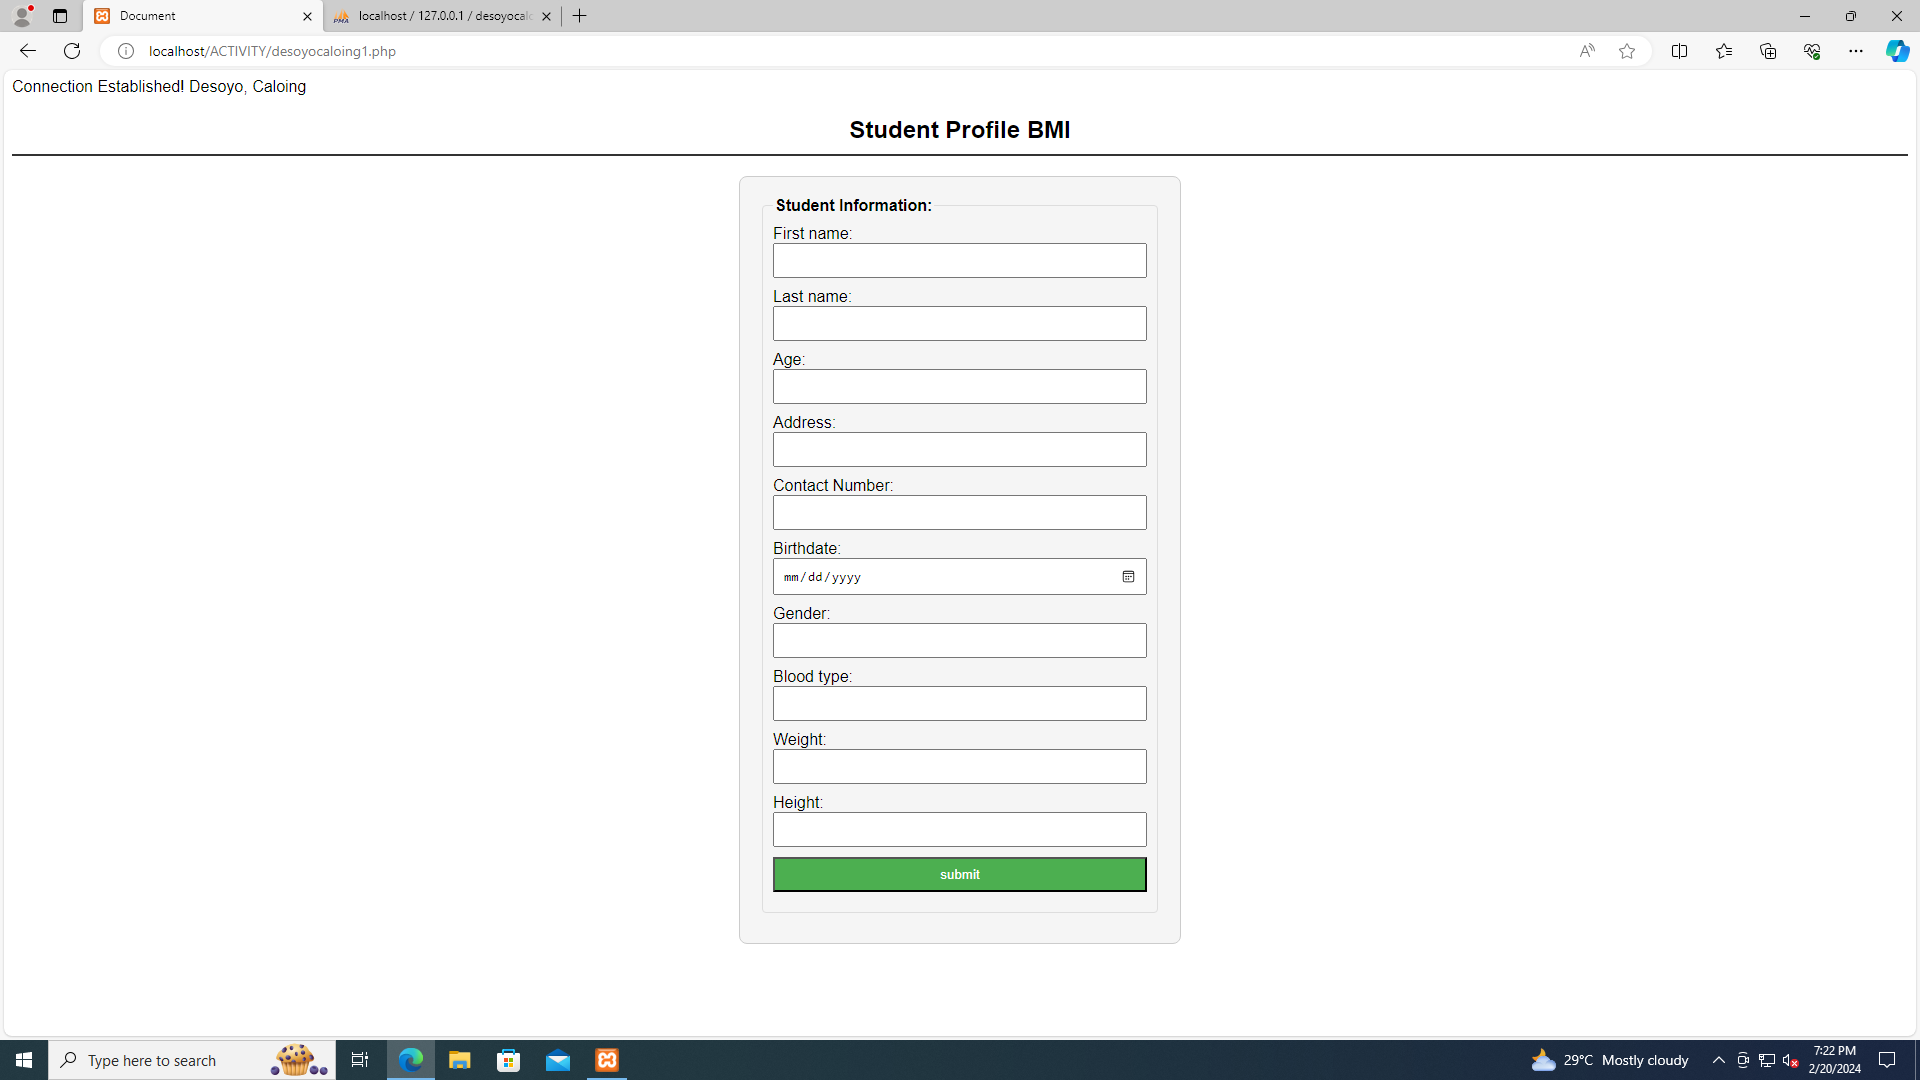 Document
localhost / 127.0.0.1 / desoyocalo
localhost/ACTIVITY/desoyocaloing1.php
Connection Established! Desoyo, Caloing
Student Profile BMI
Student Information:
First name:
Last name:
Age:
Address:
Contact Number:
Birthdate:
mm/dd/yyyy
Gender:
Blood type:
Weight:
Height:
submit
Type here to search
29°C Mostly cloudy
7:22 PM
2/20/2024